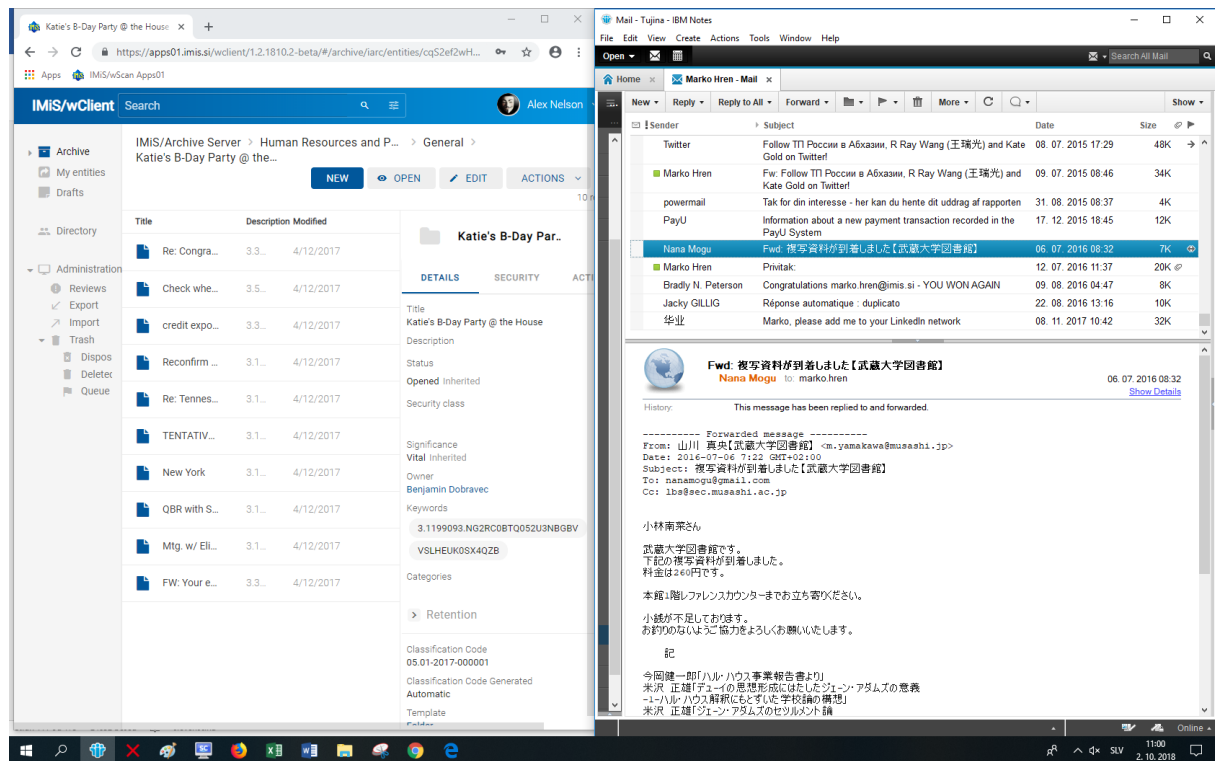 Katie's B-Day Party @ the House
https://apps01.imis.si/wclient/1.2.1810.2-beta/#/archive/iarc/entities/cqS2ef2wH...
Apps IMiS/wScan Apps01
IMiS/wClient Search Alex Nelson
Archive
My entities
Drafts
Directory
Administration
Reviews
Export
Import
Trash
Dispos
Deletec
Queue
IMiS/Archive Server > Human Resources and P... > General >
Katie's B-Day Party @ the...
NEW OPEN EDIT ACTIONS
Title Description Modified
Re: Congra... 3.3... 4/12/2017
Check whe... 3.5... 4/12/2017
credit expo... 3.3... 4/12/2017
Reconfirm ... 3.1... 4/12/2017
Re: Tennes... 3.1... 4/12/2017
TENTATIV... 3.1... 4/12/2017
New York 3.1... 4/12/2017
QBR with S... 3.1... 4/12/2017
Mtg. w/ Eli... 3.1... 4/12/2017
FW: Your e... 3.3... 4/12/2017
Katie's B-Day Par..
DETAILS SECURITY ACTI
Title
Katie's B-Day Party @ the House
Description
Status
Opened Inherited
Security class
Significance
Vital Inherited
Owner
Benjamin Dobravec
Keywords
3.1199093.NG2RC0BTQ052U3NBGBV
VSLHEUK0SX4QZB
Categories
Retention
Classification Code
05.01-2017-000001
Classification Code Generated
Automatic
Template
Folder
Mail - Tujina - IBM Notes
File Edit View Create Actions Tools Window Help
Open Search All Mail
Home Marko Hren - Mail
New Reply Reply to All Forward More Show
Sender Subject Date Size
Twitter Follow ТП России в Абхазии, R Ray Wang (王瑞光) and Kate 08. 07. 2015 17:29 48K
Gold on Twitter!
Marko Hren Fw: Follow ТП России в Абхазии, R Ray Wang (王瑞光) and 09. 07. 2015 08:46 34K
Kate Gold on Twitter!
powermail Tak for din interesse - her kan du hente dit uddrag af rapporten 31. 08. 2015 08:37 4K
PayU Information about a new payment transaction recorded in the 17. 12. 2015 18:45 12K
PayU System
Nana Mogu Fwd: 複写資料が到着しました【武蔵大学図書館】 06. 07. 2016 08:32 7K
Marko Hren Privitak: 12. 07. 2016 11:37 20K
Bradly N. Peterson Congratulations marko.hren@imis.si - YOU WON AGAIN 09. 08. 2016 04:47 8K
Jacky GILLIG Réponse automatique : duplicato 22. 08. 2016 13:16 10K
华业 Marko, please add me to your LinkedIn network 08. 11. 2017 10:42 32K
Fwd: 複写資料が到着しました【武蔵大学図書館】
Nana Mogu to: marko.hren 06. 07. 2016 08:32
Show Details
History: This message has been replied to and forwarded.
---------- Forwarded message ----------
From: 山川 真央【武蔵大学図書館】 <m.yamakawa@musashi.jp>
Date: 2016-07-06 7:22 GMT+02:00
Subject: 複写資料が到着しました【武蔵大学図書館】
To: nanamogu@gmail.com
Cc: lbs@sec.musashi.ac.jp
小林南菜さん
武蔵大学図書館です。
下記の複写資料が到着しました。
料金は260円です。
本館1階レファレンスカウンターまでお立ち寄りください。
小銭が不足しております。
お釣りのないようご協力をよろしくお願いいたします。
記
今岡健一郎「ハル・ハウス事業報告書より」
米沢 正雄「デューイの思想形成にはたしたジェーン・アダムズの意義
-1-ハル・ハウス解釈にもとずいた学校論の構想」
米沢 正雄「ジェーン・アダムズのセツルメント論
Online
SLV 11:00
2. 10. 2018